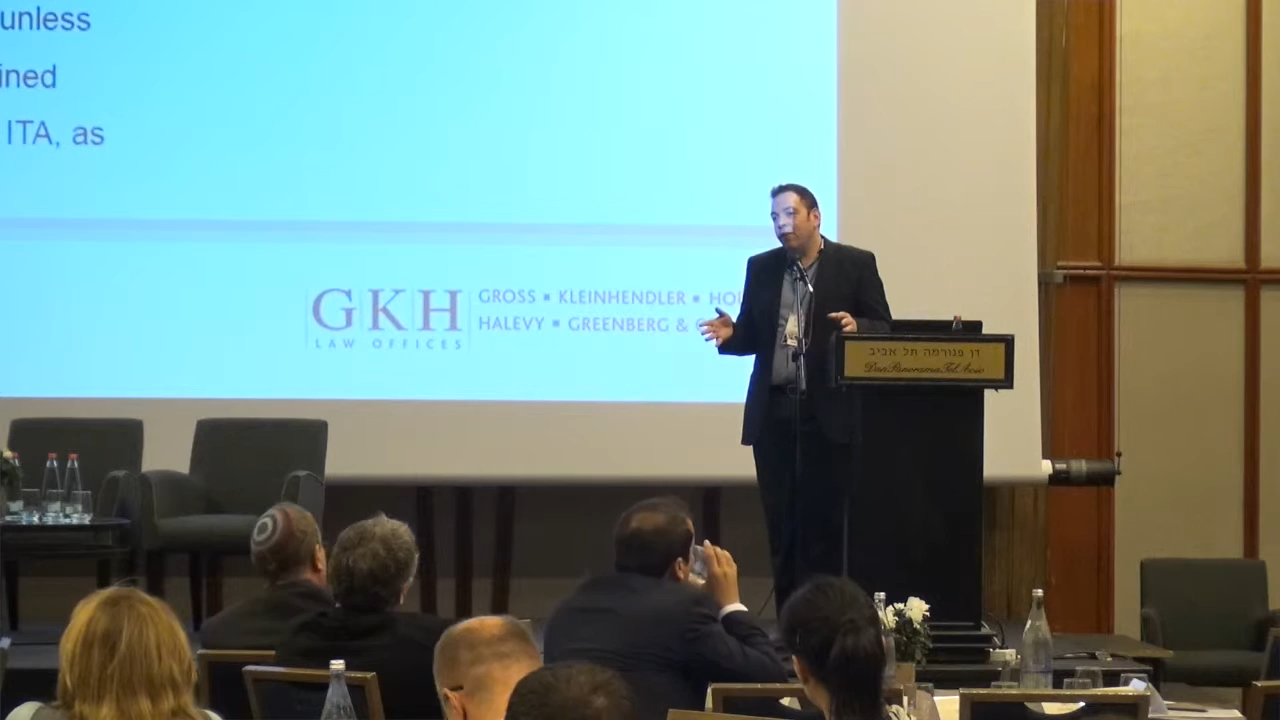 unless
ined
ITA, as
GKH
LAW OFFICES
GROSS ▪ KLEINHENDLER ▪ HO
HALEVY ▪ GREENBERG & 
דן פנורמה תל אביב
Dan Panorama Tel Aviv